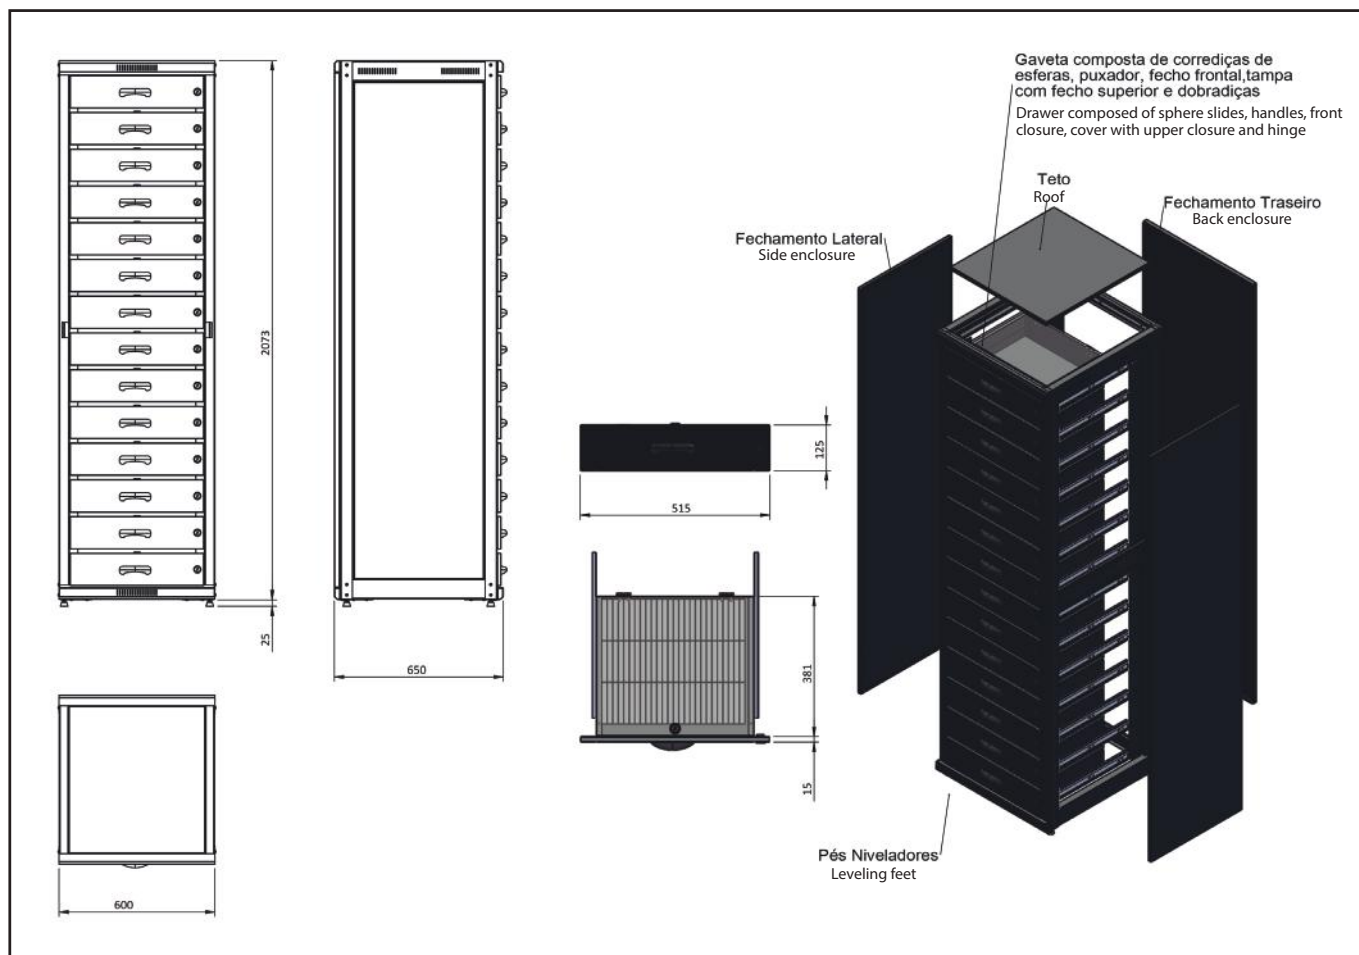 Gaveta composta de corrediças de
esferas, puxador, fecho frontal,tampa
com fecho superior e dobradiças
Drawer composed of sphere slides, handles, front
closure, cover with upper closure and hinge
Teto
Roof
Fechamento Traseiro
Back enclosure
Fechamento Lateral
Side enclosure
2073
125
515
25
650
381
15
Pés Niveladores
Leveling feet
600